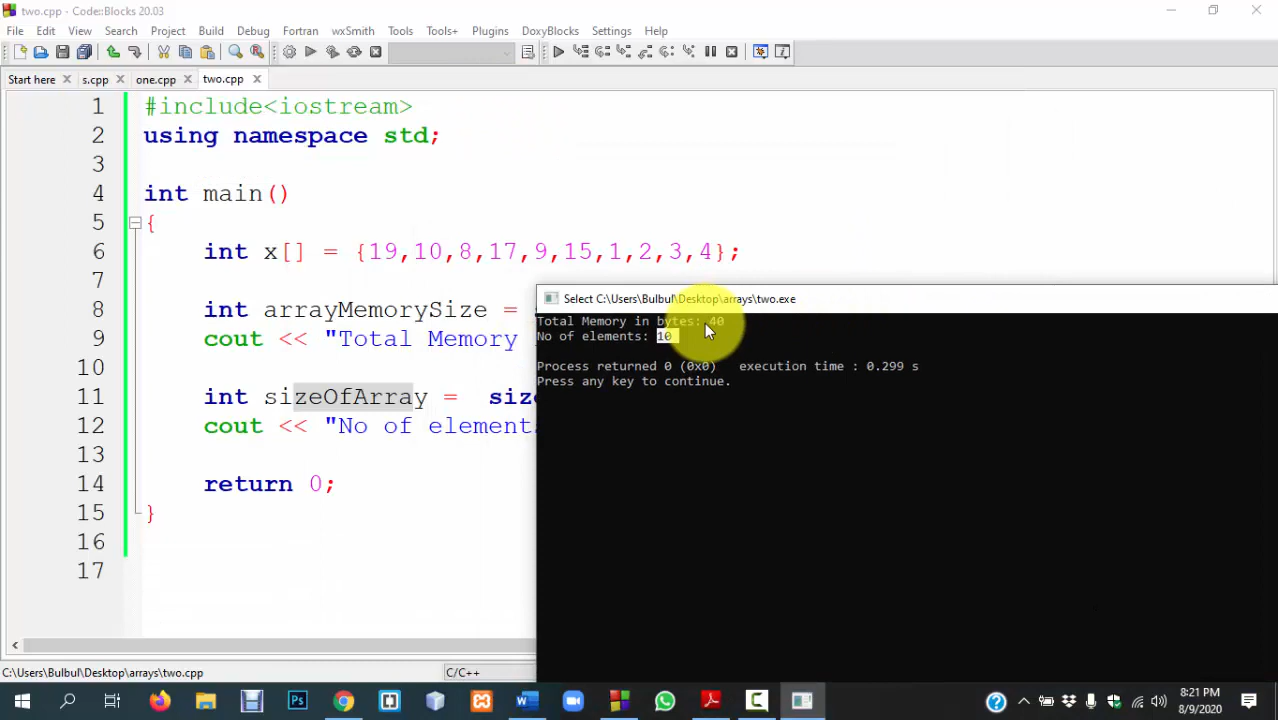 two.cpp - Code::Blocks 20.03
File Edit View Search Project Build Debug Fortran wxSmith Tools Tools+ Plugins DoxyBlocks Settings Help
Start here s.cpp one.cpp two.cpp
1 #include<iostream>
2 using namespace std;
3
4 int main()
5 {
6 int x[] = {19,10,8,17,9,15,1,2,3,4};
7
8 int arrayMemorySize =
9 cout << "Total Memory
10
11 int sizeOfArray =
12 cout << "No of element
13
14 return 0;
15 }
16
17
Select C:\Users\Bulbul\Desktop\arrays\two.exe
Total Memory in bytes: 40
No of elements: 10
Process returned 0 (0x0) execution time : 0.299 s
Press any key to continue.
C:\Users\Bulbul\Desktop\arrays\two.cpp C/C++
8:21 PM
8/9/2020